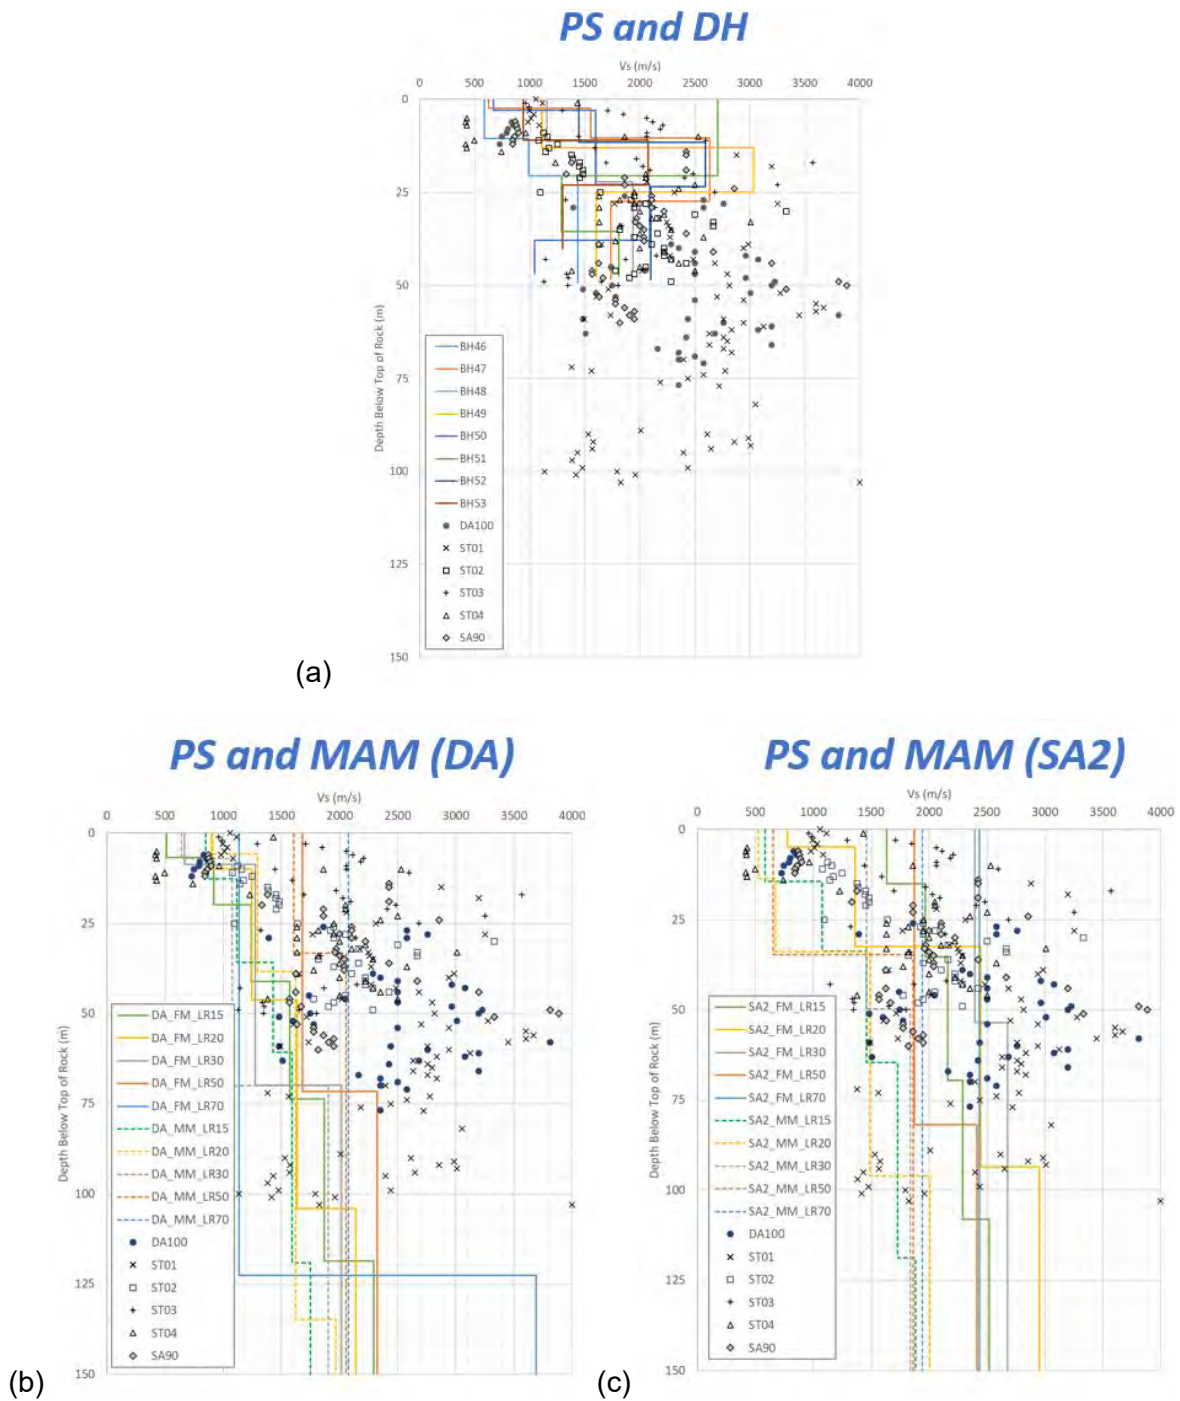 PS and DH
Vs (m/s)
0 500 1000 1500 2000 2500 3000 3500 4000
0
25
50
75
100
125
150
Depth Below Top of Rock (m)
BH46
BH47
BH48
BH49
BH50
BH51
BH52
BH53
DA100
ST01
ST02
ST03
ST04
SA90
(a)
PS and MAM (DA)
Vs (m/s)
0 500 1000 1500 2000 2500 3000 3500 4000
0
25
50
75
100
125
150
Depth Below Top of Rock (m)
DA_FM_LR15
DA_FM_LR20
DA_FM_LR30
DA_FM_LR50
DA_FM_LR70
DA_MM_LR15
DA_MM_LR20
DA_MM_LR30
DA_MM_LR50
DA_MM_LR70
DA100
ST01
ST02
ST03
ST04
SA90
(b)
PS and MAM (SA2)
Vs (m/s)
0 500 1000 1500 2000 2500 3000 3500 4000
0
25
50
75
100
125
150
Depth Below Top of Rock (m)
SA2_FM_LR15
SA2_FM_LR20
SA2_FM_LR30
SA2_FM_LR50
SA2_FM_LR70
SA2_MM_LR15
SA2_MM_LR20
SA2_MM_LR30
SA2_MM_LR50
SA2_MM_LR70
DA100
ST01
ST02
ST03
ST04
SA90
(c)